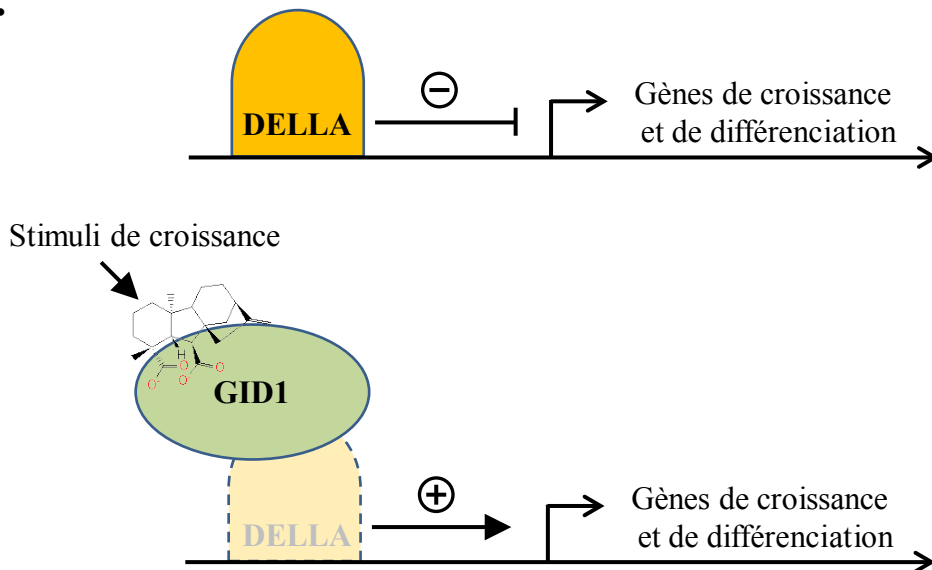 DELLA
⊖
Gènes de croissance
et de différenciation
Stimuli de croissance
H
O
O
O⁻
O
GID1
DELLA
⊕
Gènes de croissance
et de différenciation